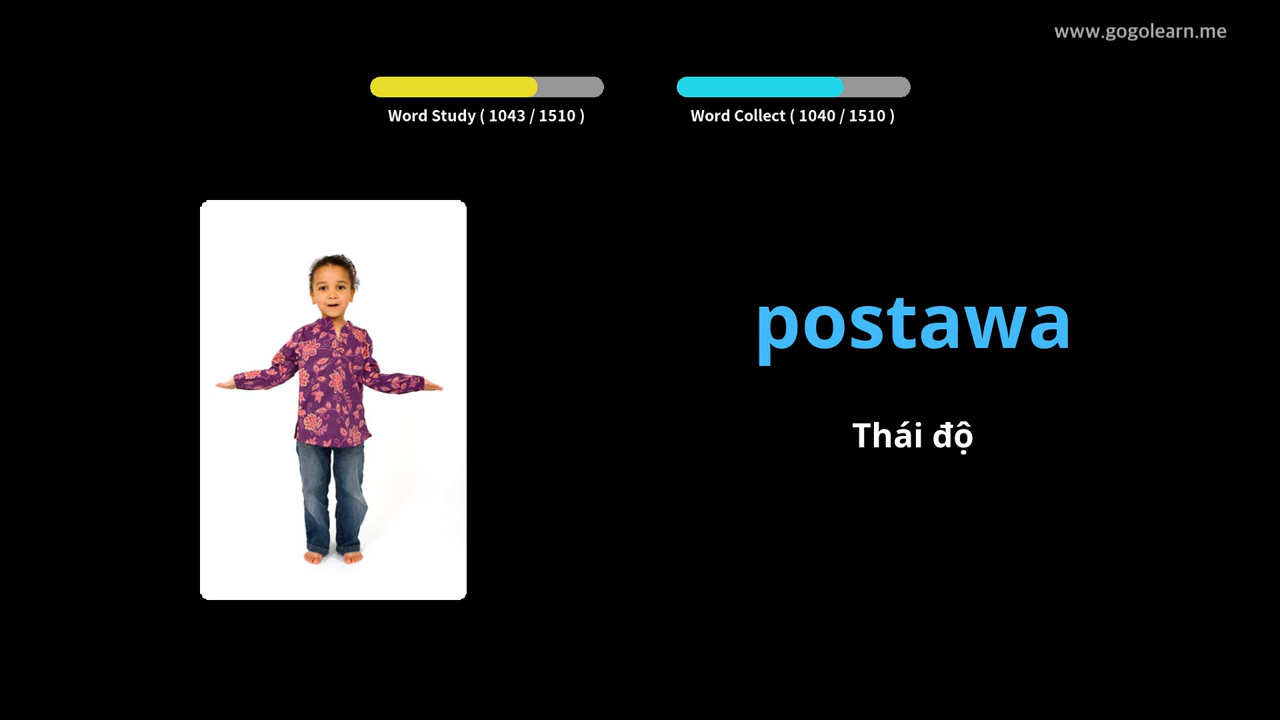 www.gogolearn.me
Word Study ( 1043 / 1510 )
Word Collect ( 1040 / 1510 )
postawa
Thái độ